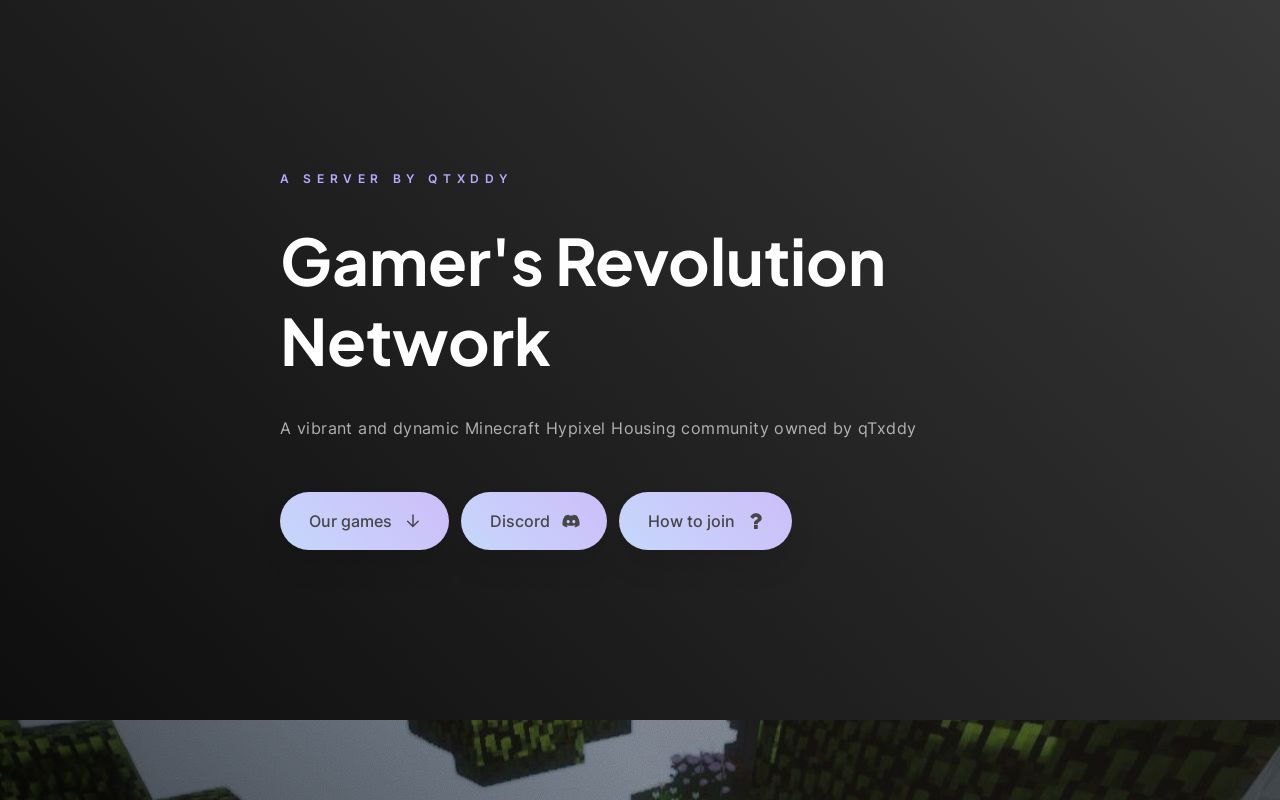 A SERVER BY QTXDDY
Gamer's Revolution
Network
A vibrant and dynamic Minecraft Hypixel Housing community owned by qTxddy
Our games
Discord
How to join